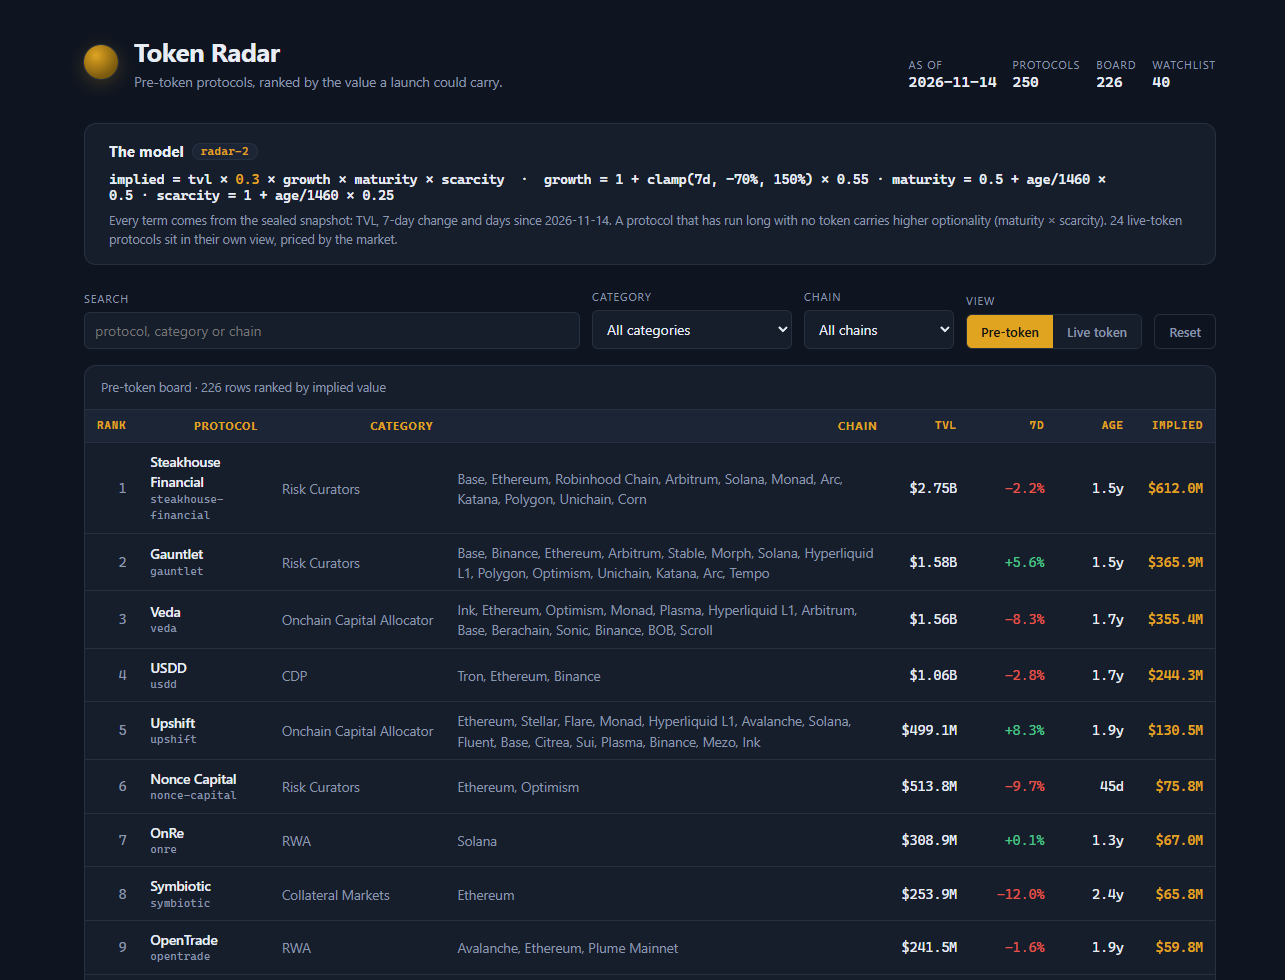 Token Radar
Pre-token protocols, ranked by the value a launch could carry.
AS OF PROTOCOLS BOARD WATCHLIST
2026-11-14 250 226 40
The model radar-2
implied = tvl × 0.3 × growth × maturity × scarcity · growth = 1 + clamp(7d, -70%, 150%) × 0.55 · maturity = 0.5 + age/1460 ×
0.5 · scarcity = 1 + age/1460 × 0.25
Every term comes from the sealed snapshot: TVL, 7-day change and days since 2026-11-14. A protocol that has run long with no token carries higher optionality (maturity × scarcity). 24 live-token
protocols sit in their own view, priced by the market.
SEARCH CATEGORY CHAIN VIEW
protocol, category or chain All categories All chains Pre-token Live token Reset
Pre-token board · 226 rows ranked by implied value
RANK PROTOCOL CATEGORY CHAIN TVL 7D AGE IMPLIED
Steakhouse
Financial
steakhouse-
financial
1 Risk Curators Base, Ethereum, Robinhood Chain, Arbitrum, Solana, Monad, Arc,
Katana, Polygon, Unichain, Corn
$2.75B -2.2% 1.5y $612.0M
Gauntlet
gauntlet
2 Risk Curators Base, Binance, Ethereum, Arbitrum, Stable, Morph, Solana, Hyperliquid
L1, Polygon, Optimism, Unichain, Katana, Arc, Tempo
$1.58B +5.6% 1.5y $365.9M
Veda
veda
3 Onchain Capital Allocator Ink, Ethereum, Optimism, Monad, Plasma, Hyperliquid L1, Arbitrum,
Base, Berachain, Sonic, Binance, BOB, Scroll
$1.56B -8.3% 1.7y $355.4M
USDD
usdd
4 CDP Tron, Ethereum, Binance $1.06B -2.8% 1.7y $244.3M
Upshift
upshift
5 Onchain Capital Allocator Ethereum, Stellar, Flare, Monad, Hyperliquid L1, Avalanche, Solana,
Fluent, Base, Citrea, Sui, Plasma, Binance, Mezo, Ink
$499.1M +8.3% 1.9y $130.5M
Nonce Capital
nonce-capital
6 Risk Curators Ethereum, Optimism $513.8M -9.7% 45d $75.8M
OnRe
onre
7 RWA Solana $308.9M +0.1% 1.3y $67.0M
Symbiotic
symbiotic
8 Collateral Markets Ethereum $253.9M -12.0% 2.4y $65.8M
OpenTrade
opentrade
9 RWA Avalanche, Ethereum, Plume Mainnet $241.5M -1.6% 1.9y $59.8M